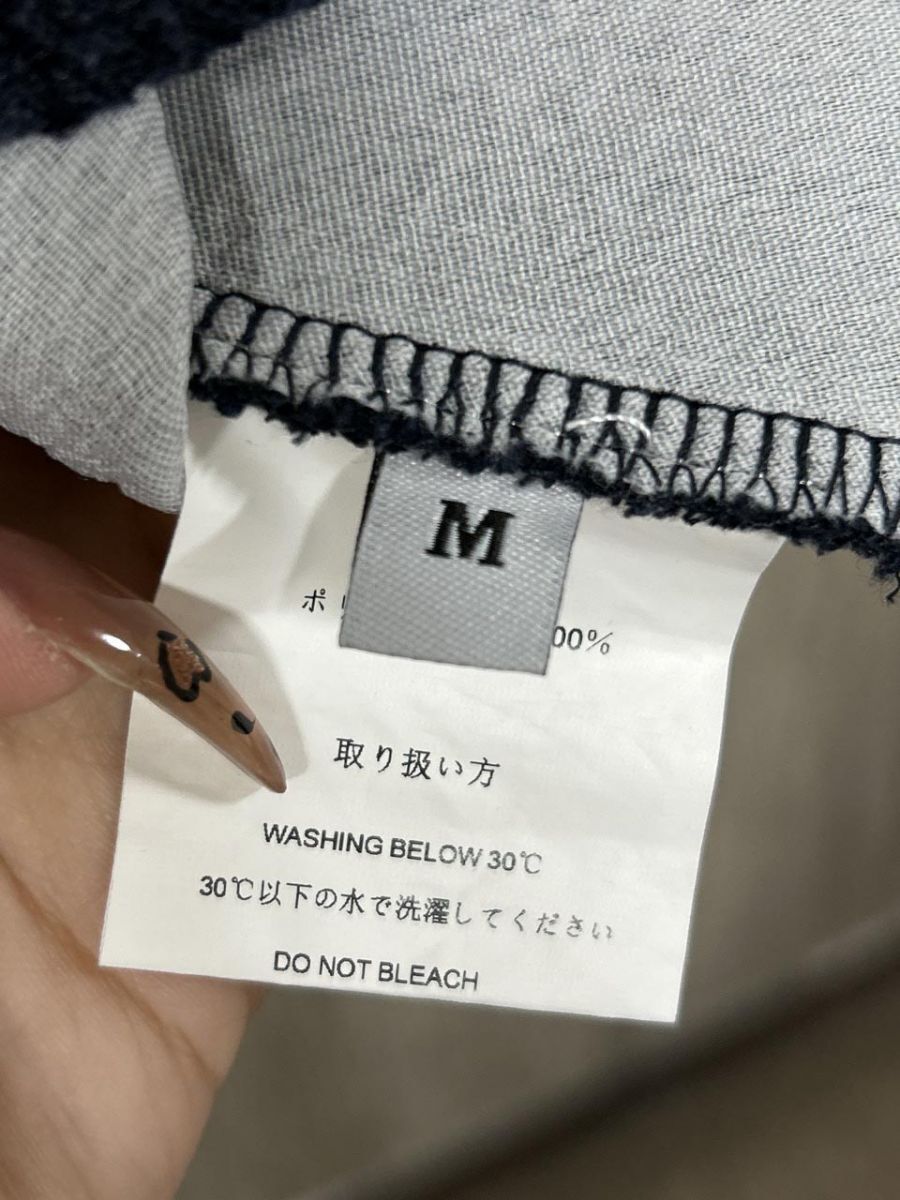 M
ポ 00%
取り扱い方
WASHING BELOW 30℃
30℃以下の水で洗濯してください
DO NOT BLEACH